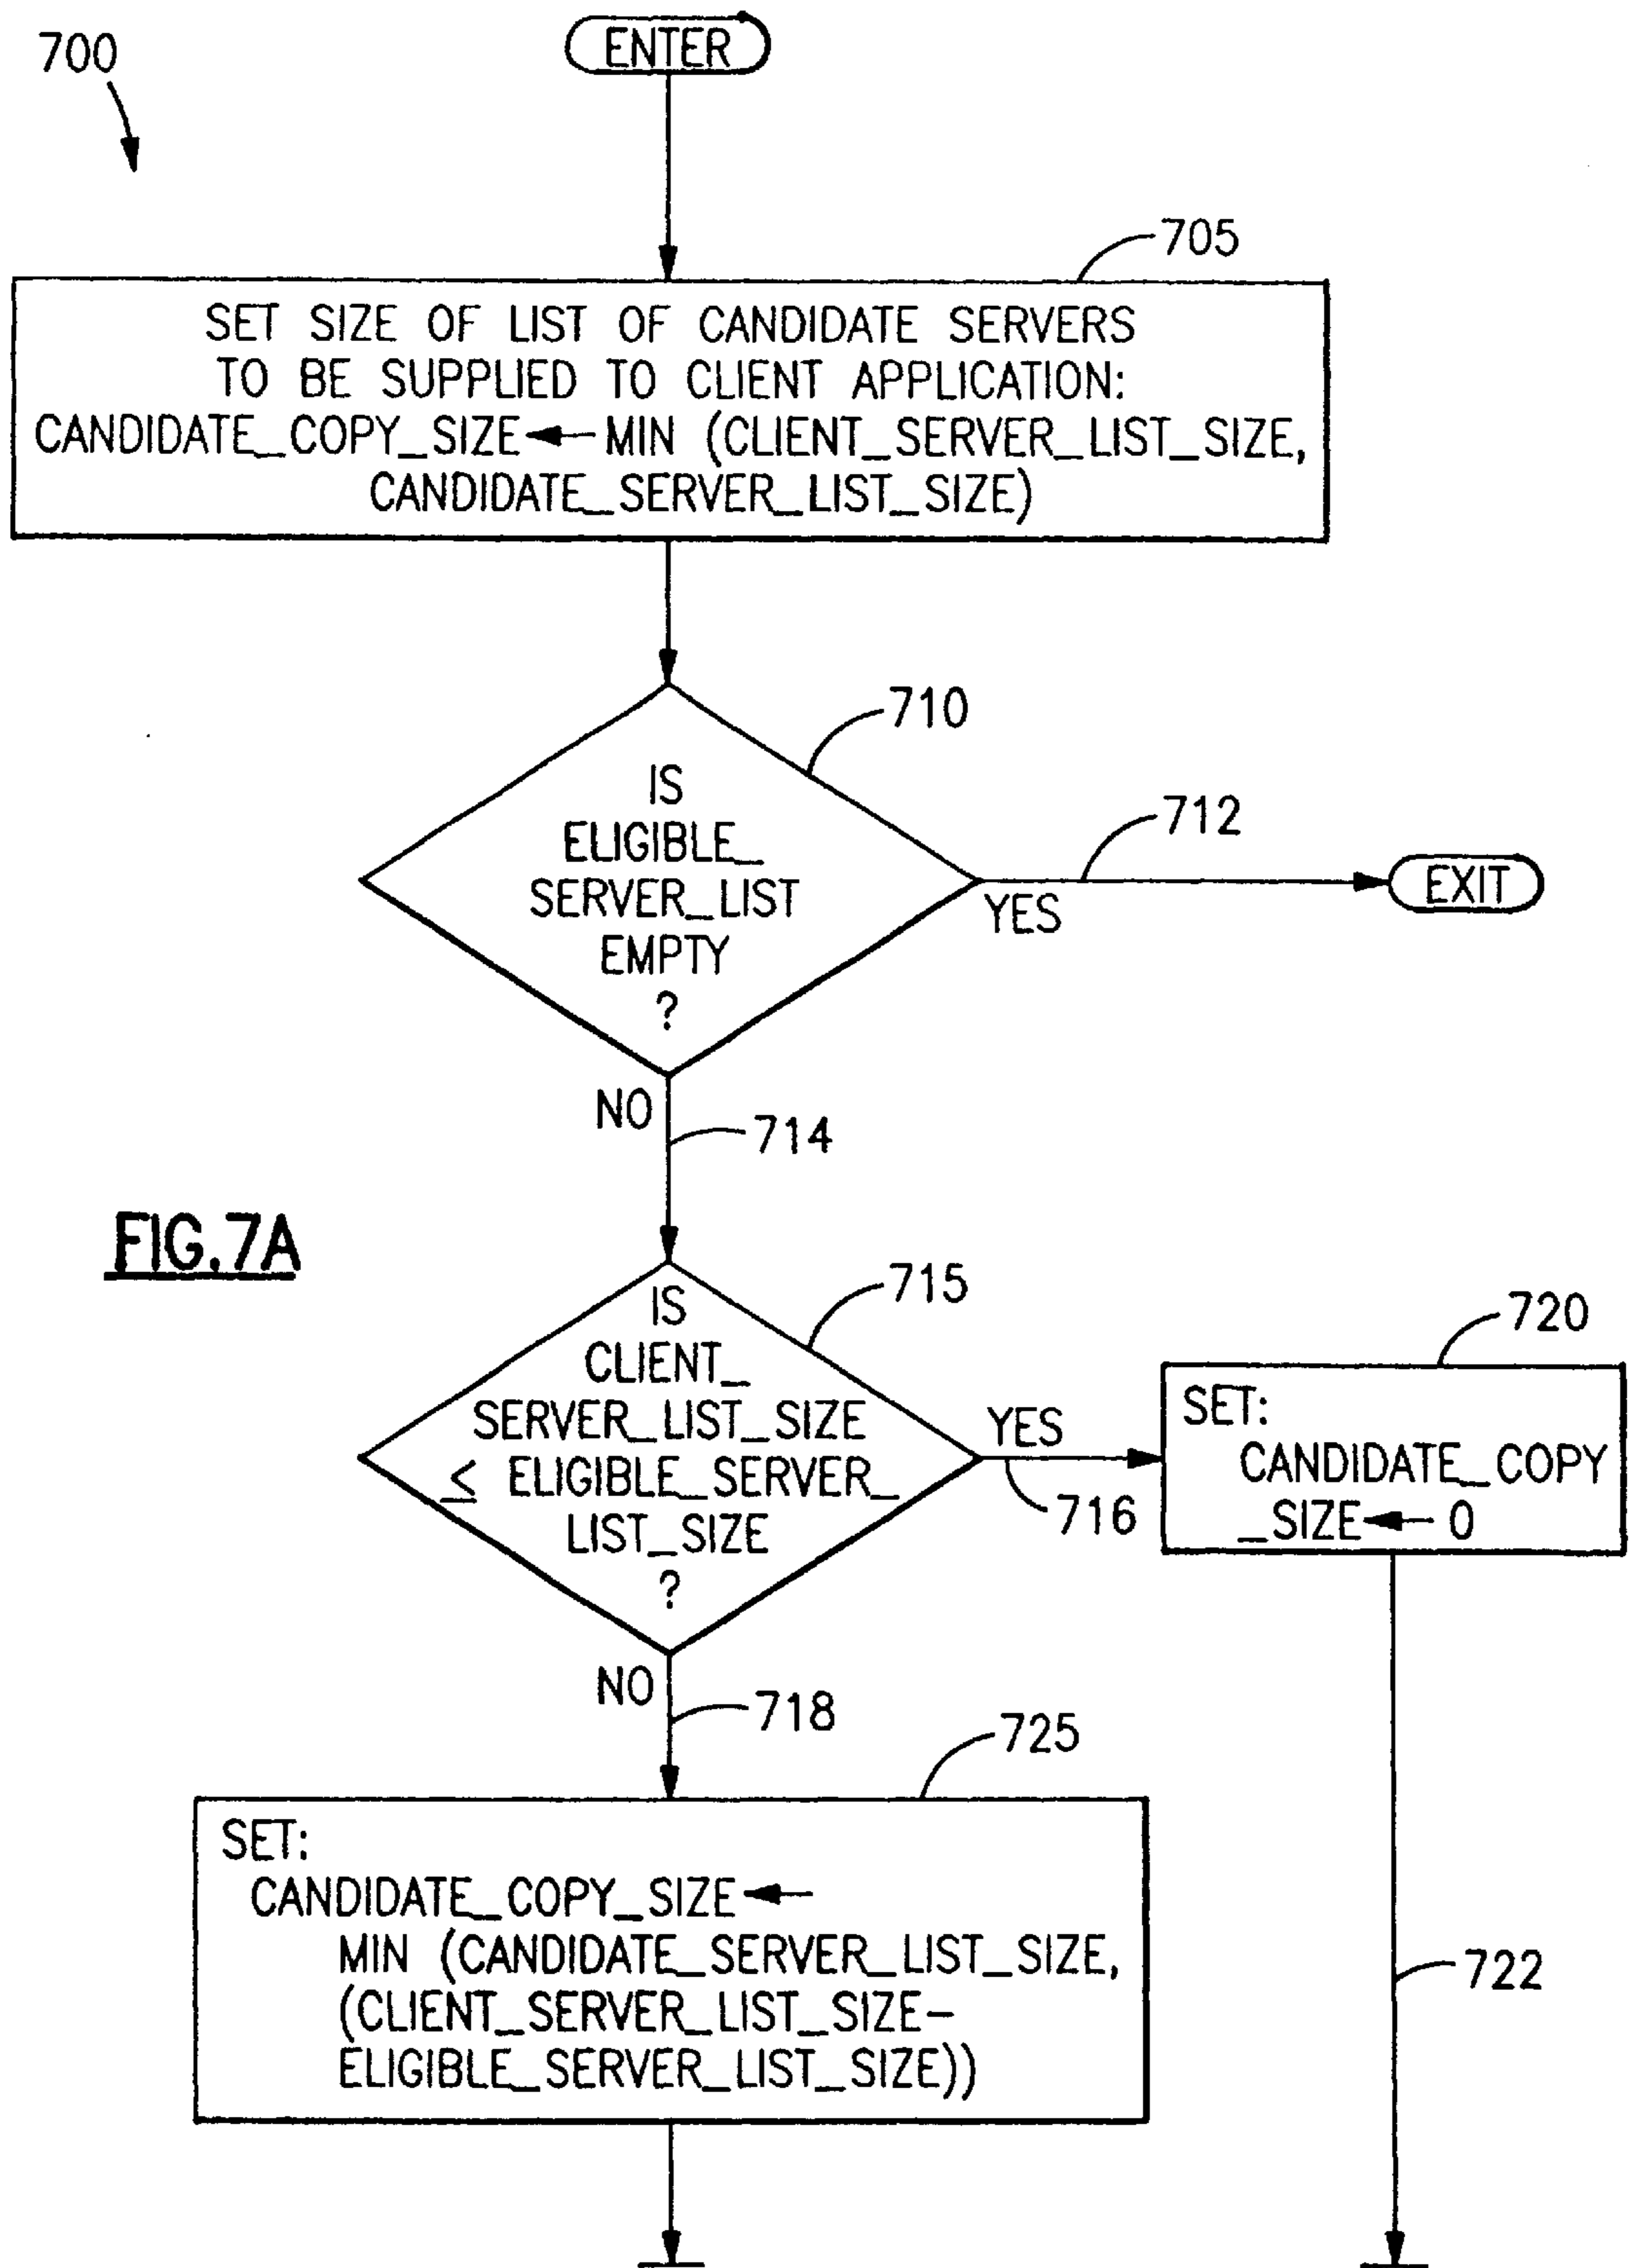 700
ENTER
705
SET SIZE OF LIST OF CANDIDATE SERVERS
TO BE SUPPLIED TO CLIENT APPLICATION:
CANDIDATE_COPY_SIZE ← MIN (CLIENT_SERVER_LIST_SIZE,
CANDIDATE_SERVER_LIST_SIZE)
710
IS
ELIGIBLE_
SERVER_LIST
EMPTY
?
712
YES
EXIT
NO
714
FIG.7A
715
IS
CLIENT_
SERVER_LIST_SIZE
≤ ELIGIBLE_SERVER_
LIST_SIZE
?
YES
716
720
SET:
CANDIDATE_COPY
_SIZE ← 0
NO
718
722
725
SET:
CANDIDATE_COPY_SIZE ←
MIN (CANDIDATE_SERVER_LIST_SIZE,
(CLIENT_SERVER_LIST_SIZE-
ELIGIBLE_SERVER_LIST_SIZE))